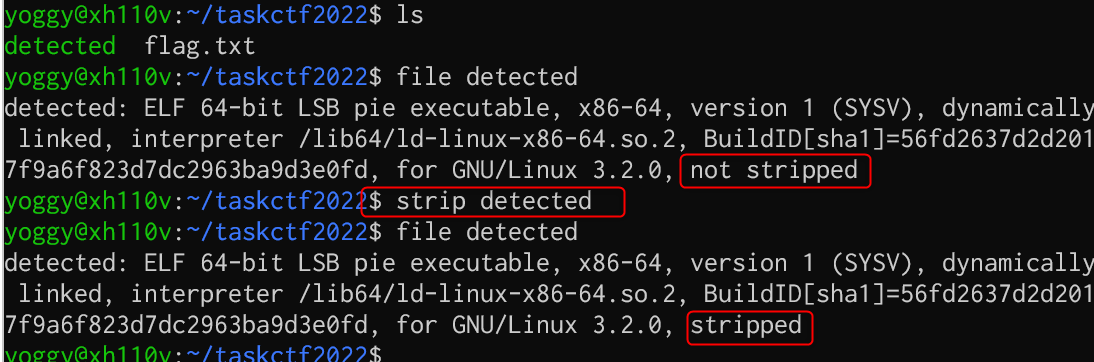 yoggy@xh110v:~/taskctf2022$ ls
detected  flag.txt
yoggy@xh110v:~/taskctf2022$ file detected
detected: ELF 64-bit LSB pie executable, x86-64, version 1 (SYSV), dynamically
 linked, interpreter /lib64/ld-linux-x86-64.so.2, BuildID[sha1]=56fd2637d2d201
7f9a6f823d7dc2963ba9d3e0fd, for GNU/Linux 3.2.0, not stripped
yoggy@xh110v:~/taskctf2022$ strip detected
yoggy@xh110v:~/taskctf2022$ file detected
detected: ELF 64-bit LSB pie executable, x86-64, version 1 (SYSV), dynamically
 linked, interpreter /lib64/ld-linux-x86-64.so.2, BuildID[sha1]=56fd2637d2d201
7f9a6f823d7dc2963ba9d3e0fd, for GNU/Linux 3.2.0, stripped
yoggy@xh110v:~/taskctf2022$